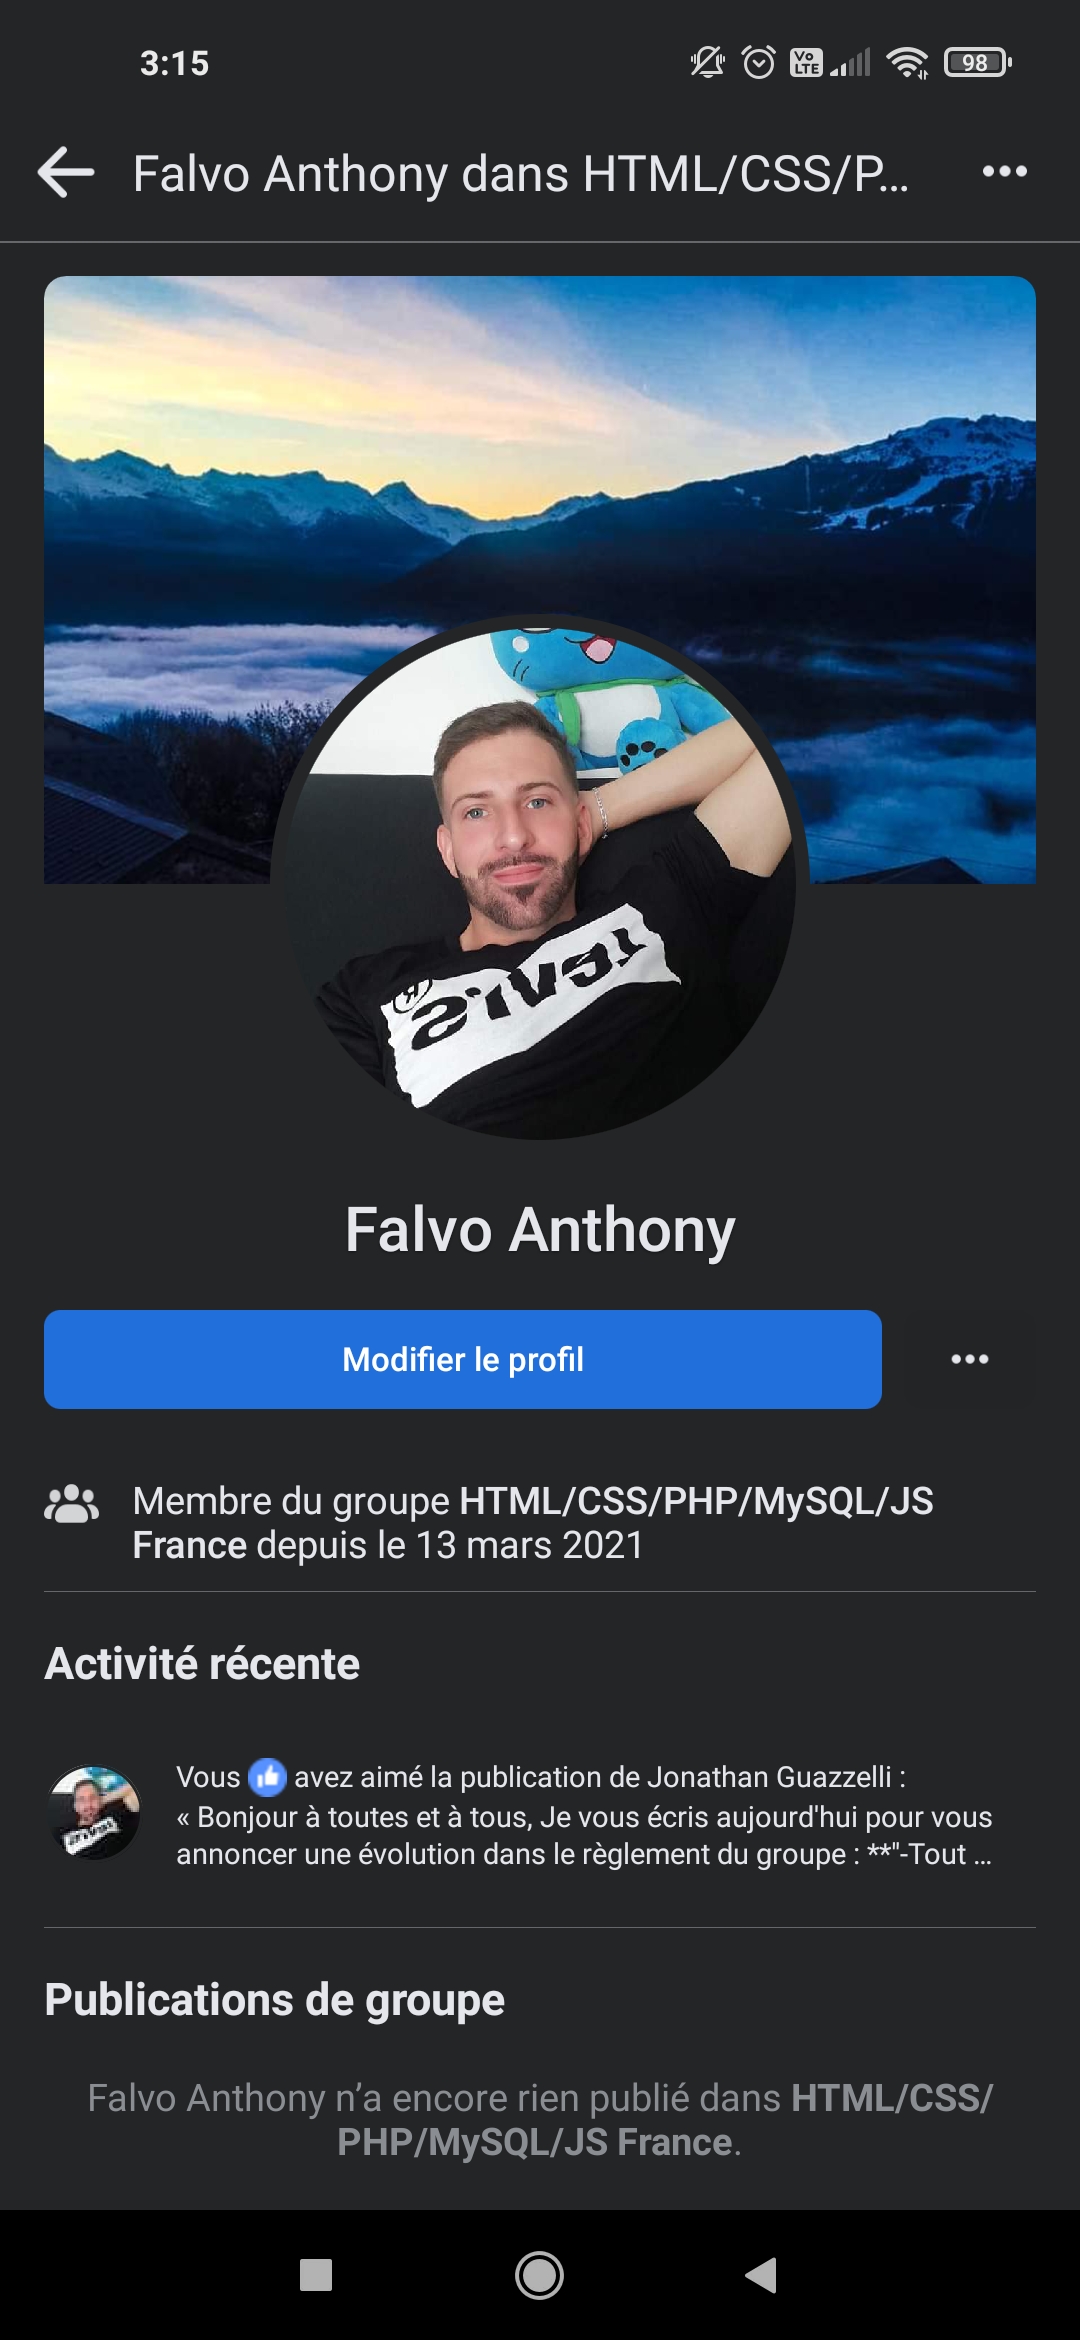 3:15
Vo LTE
98
Falvo Anthony dans HTML/CSS/P...
LEVI'S
R
Falvo Anthony
Modifier le profil
Membre du groupe HTML/CSS/PHP/MySQL/JS
France depuis le 13 mars 2021
Activité récente
Vous avez aimé la publication de Jonathan Guazzelli :
« Bonjour à toutes et à tous, Je vous écris aujourd'hui pour vous
annoncer une évolution dans le règlement du groupe : **"-Tout ...
Publications de groupe
Falvo Anthony n’a encore rien publié dans HTML/CSS/
PHP/MySQL/JS France.